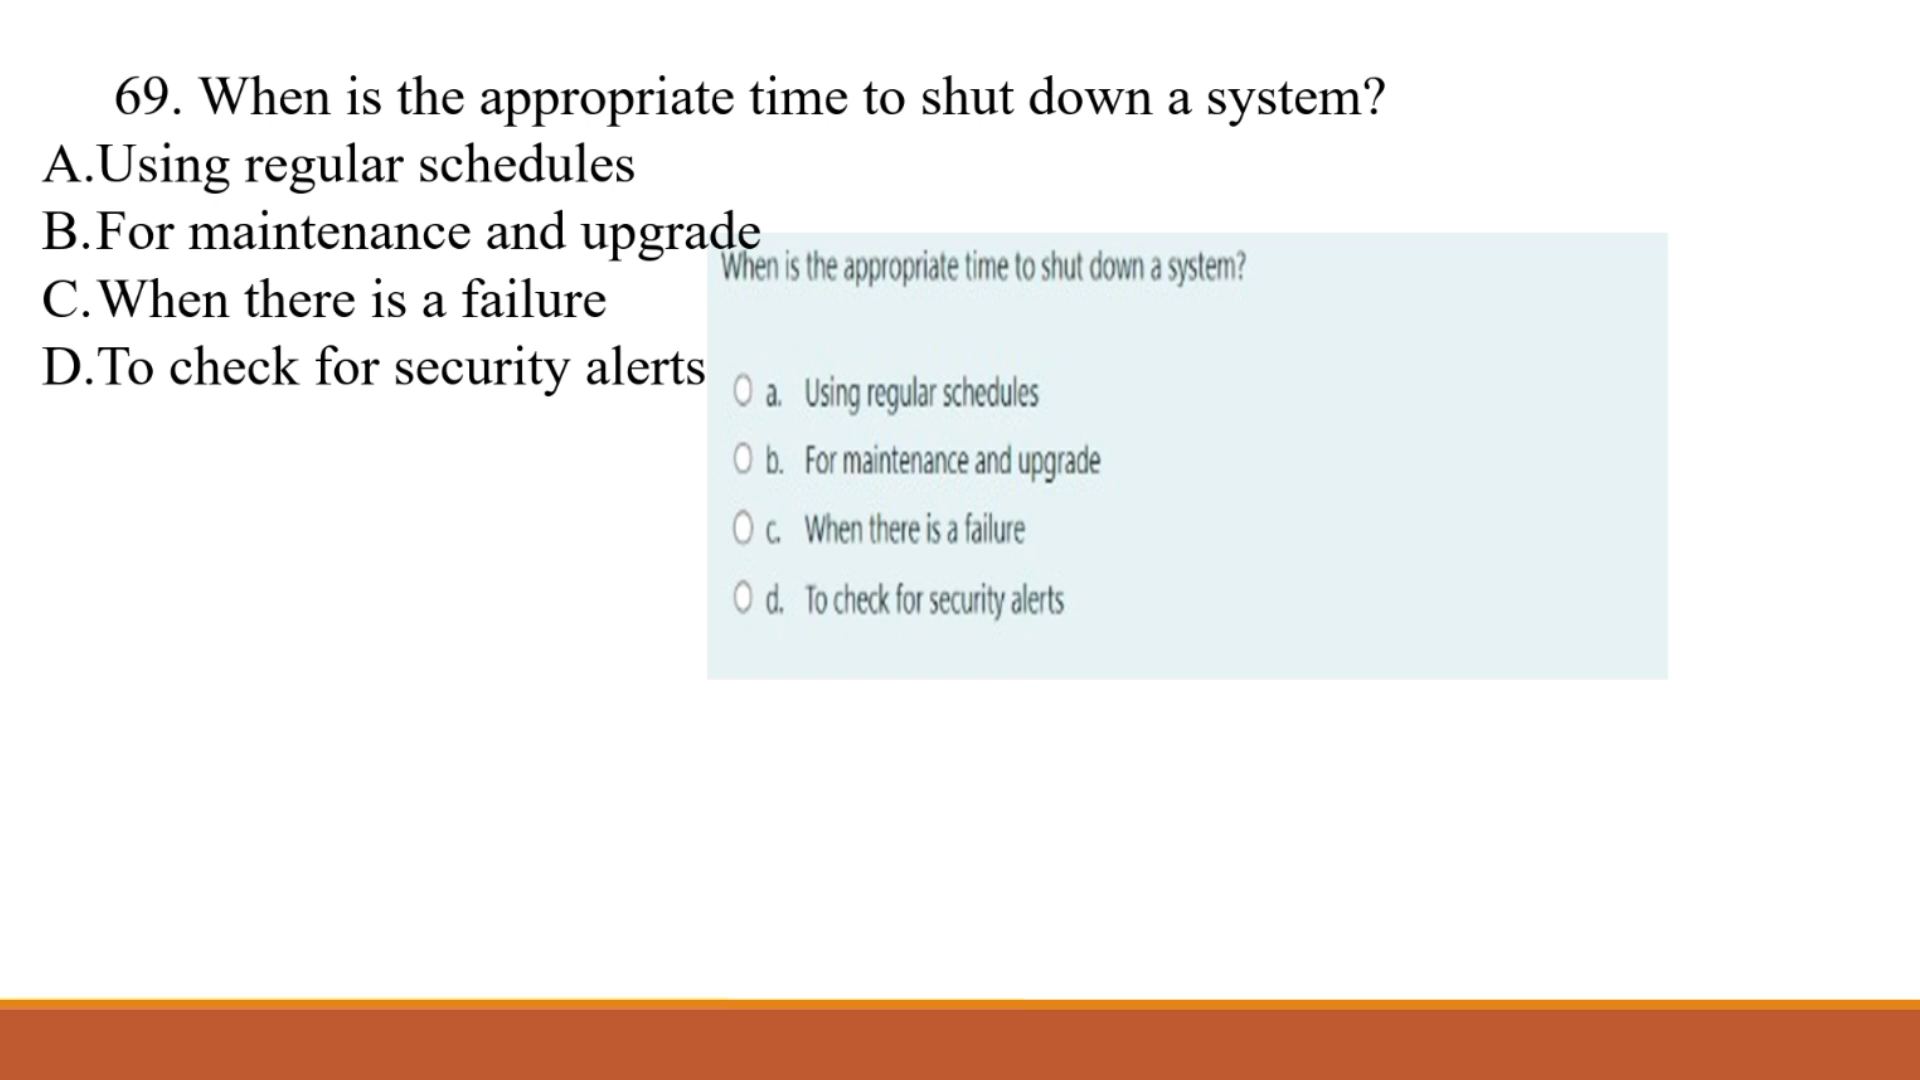 69. When is the appropriate time to shut down a system?
A.Using regular schedules
B.For maintenance and upgrade
C.When there is a failure
D.To check for security alerts
When is the appropriate time to shut down a system?
a. Using regular schedules
b. For maintenance and upgrade
c. When there is a failure
d. To check for security alerts